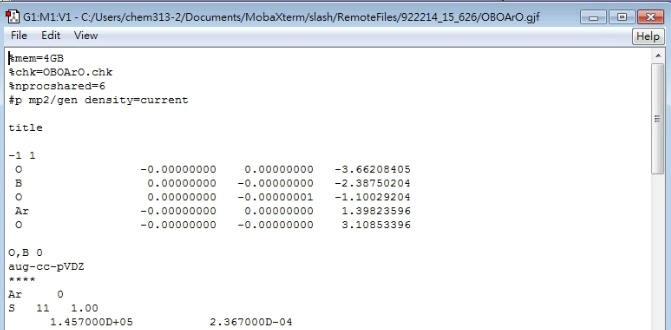 G1:M1:V1 - C:/Users/chem313-2/Documents/MobaXterm/slash/RemoteFiles/922214_15_626/OBOArO.gjf
File Edit View Help
%mem=4GB
%chk=OBOArO.chk
%nprocshared=6
#p mp2/gen density=current
title
-1 1
O -0.00000000 0.00000000 -3.66208405
B 0.00000000 -0.00000000 -2.38750204
O 0.00000000 -0.00000001 -1.10029204
Ar -0.00000000 0.00000000 1.39823596
O -0.00000000 -0.00000000 3.10853396
O,B 0
aug-cc-pVDZ
****
Ar 0
S 11 1.00
1.457000D+05 2.367000D-04